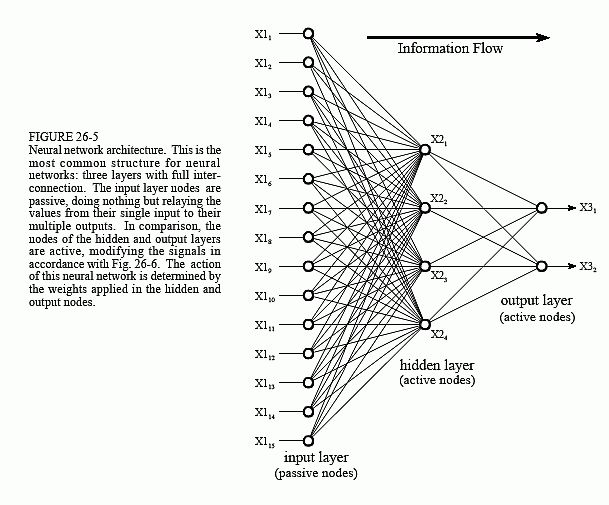 X1₁
Information Flow
X1₂
X1₃
X1₄
FIGURE 26-5
Neural network architecture. This is the
most common structure for neural
networks: three layers with full inter-
connection. The input layer nodes are
passive, doing nothing but relaying the
values from their single input to their
multiple outputs. In comparison, the
nodes of the hidden and output layers
are active, modifying the signals in
accordance with Fig. 26-6. The action
of this neural network is determined by
the weights applied in the hidden and
output nodes.
X1₅
X1₆
X1₇
X1₈
X1₉
X1₁₀
X1₁₁
X1₁₂
X1₁₃
X1₁₄
X1₁₅
input layer
(passive nodes)
X2₁
X2₂
X2₃
X2₄
hidden layer
(active nodes)
X3₁
X3₂
output layer
(active nodes)